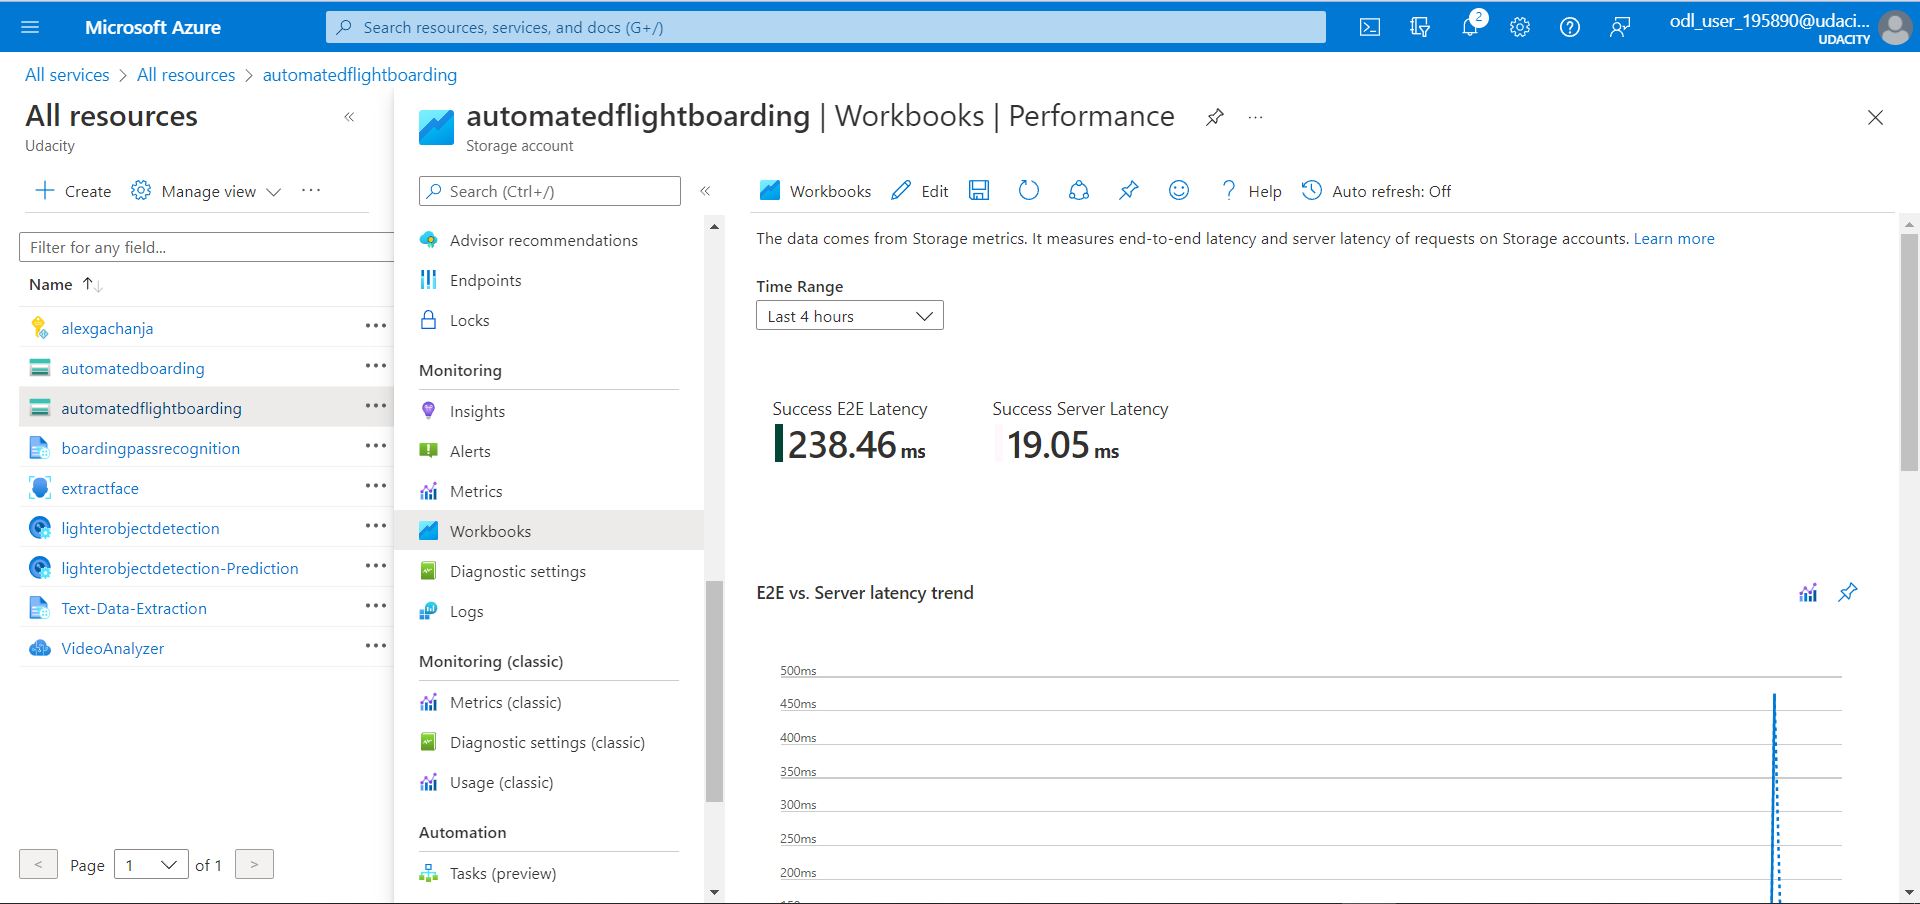 Microsoft Azure
Search resources, services, and docs (G+/)
2
odl_user_195890@udaci...
UDACITY
All services > All resources > automatedflightboarding
All resources
Udacity
Create
Manage view
Filter for any field...
Name
alexgachanja
automatedboarding
automatedflightboarding
boardingpassrecognition
extractface
lighterobjectdetection
lighterobjectdetection-Prediction
Text-Data-Extraction
VideoAnalyzer
< Page 1 of 1 >
automatedflightboarding | Workbooks | Performance
Storage account
Search (Ctrl+/)
Advisor recommendations
Endpoints
Locks
Monitoring
Insights
Alerts
Metrics
Workbooks
Diagnostic settings
Logs
Monitoring (classic)
Metrics (classic)
Diagnostic settings (classic)
Usage (classic)
Automation
Tasks (preview)
Workbooks Edit ? Help Auto refresh: Off
The data comes from Storage metrics. It measures end-to-end latency and server latency of requests on Storage accounts. Learn more
Time Range
Last 4 hours
Success E2E Latency
238.46 ms
Success Server Latency
19.05 ms
E2E vs. Server latency trend
500ms
450ms
400ms
350ms
300ms
250ms
200ms